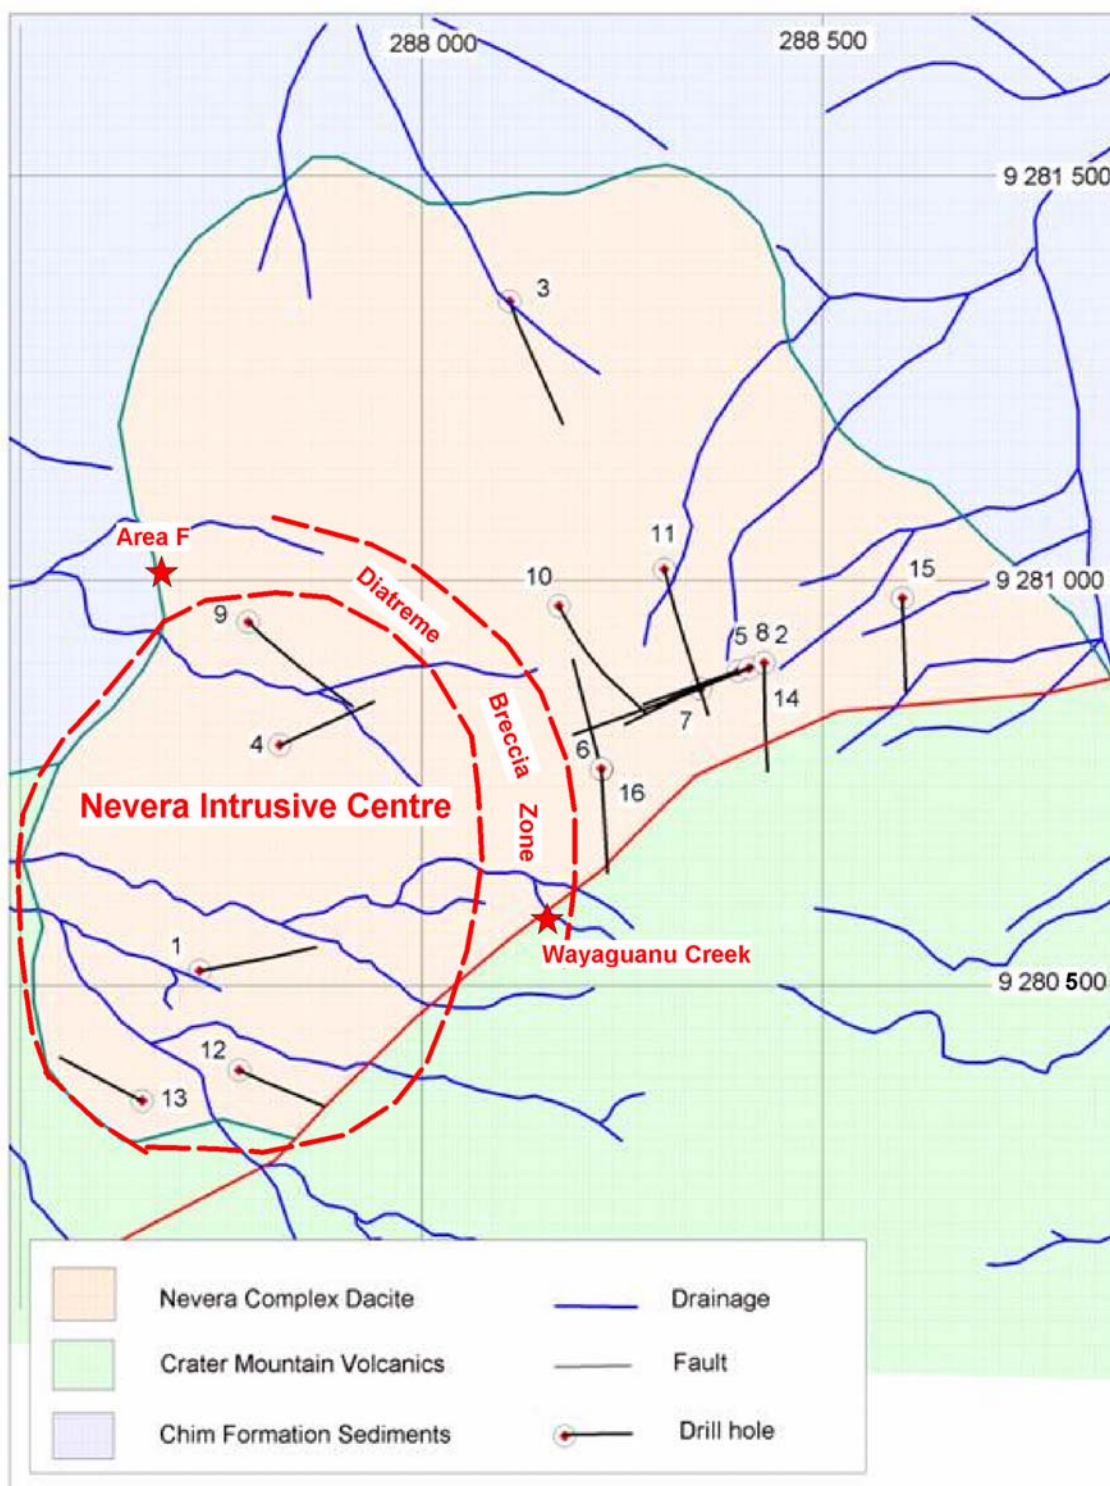 288 000
288 500
9 281 500
3
Area F
11
Diatreme
10
15
9 281 000
9
5 8 2
Breccia
7
14
4
6
Nevera Intrusive Centre
16
Zone
1
Wayaguanu Creek
9 280 500
12
13
Nevera Complex Dacite
Drainage
Crater Mountain Volcanics
Fault
Chim Formation Sediments
Drill hole